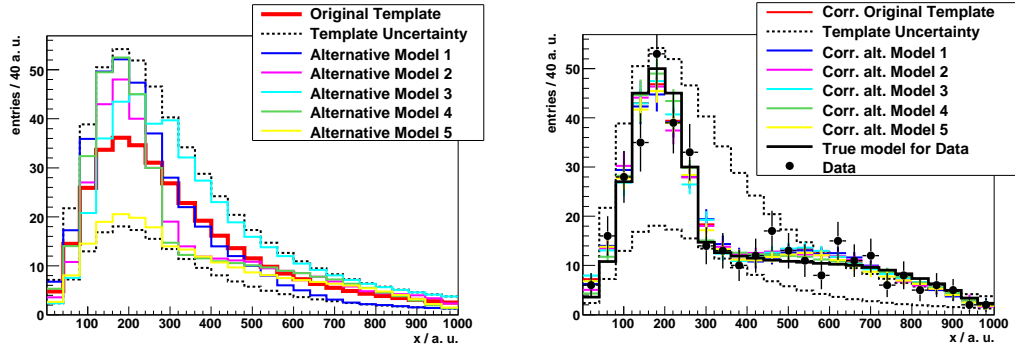 entries / 40 a. u.
50
40
30
20
10
0
100 200 300 400 500 600 700 800 900 1000
x / a. u.
Original Template
Template Uncertainty
Alternative Model 1
Alternative Model 2
Alternative Model 3
Alternative Model 4
Alternative Model 5
entries / 40 a. u.
50
40
30
20
10
0
100 200 300 400 500 600 700 800 900 1000
x / a. u.
Corr. Original Template
Template Uncertainty
Corr. alt. Model 1
Corr. alt. Model 2
Corr. alt. Model 3
Corr. alt. Model 4
Corr. alt. Model 5
True model for Data
Data